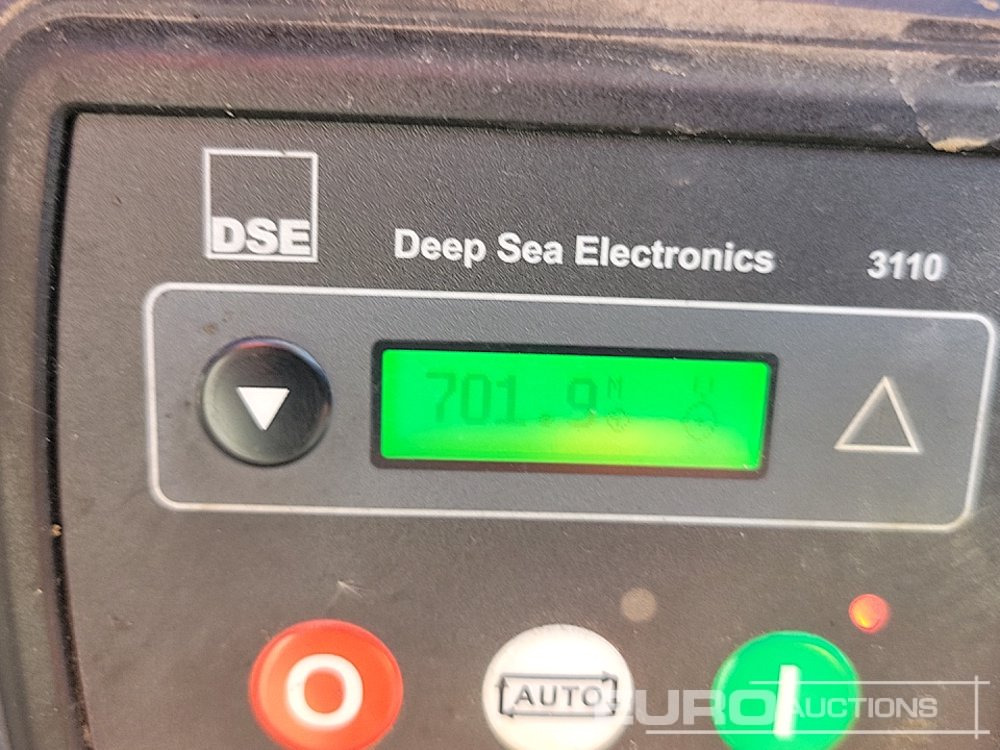 DSE
Deep Sea Electronics 3110
701.9
AUTO
EURO AUCTIONS